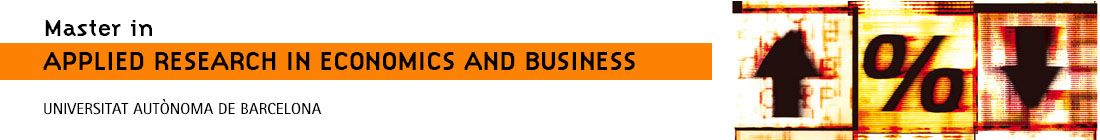 Master in
APPLIED RESEARCH IN ECONOMICS AND BUSINESS
UNIVERSITAT AUTÒNOMA DE BARCELONA
%